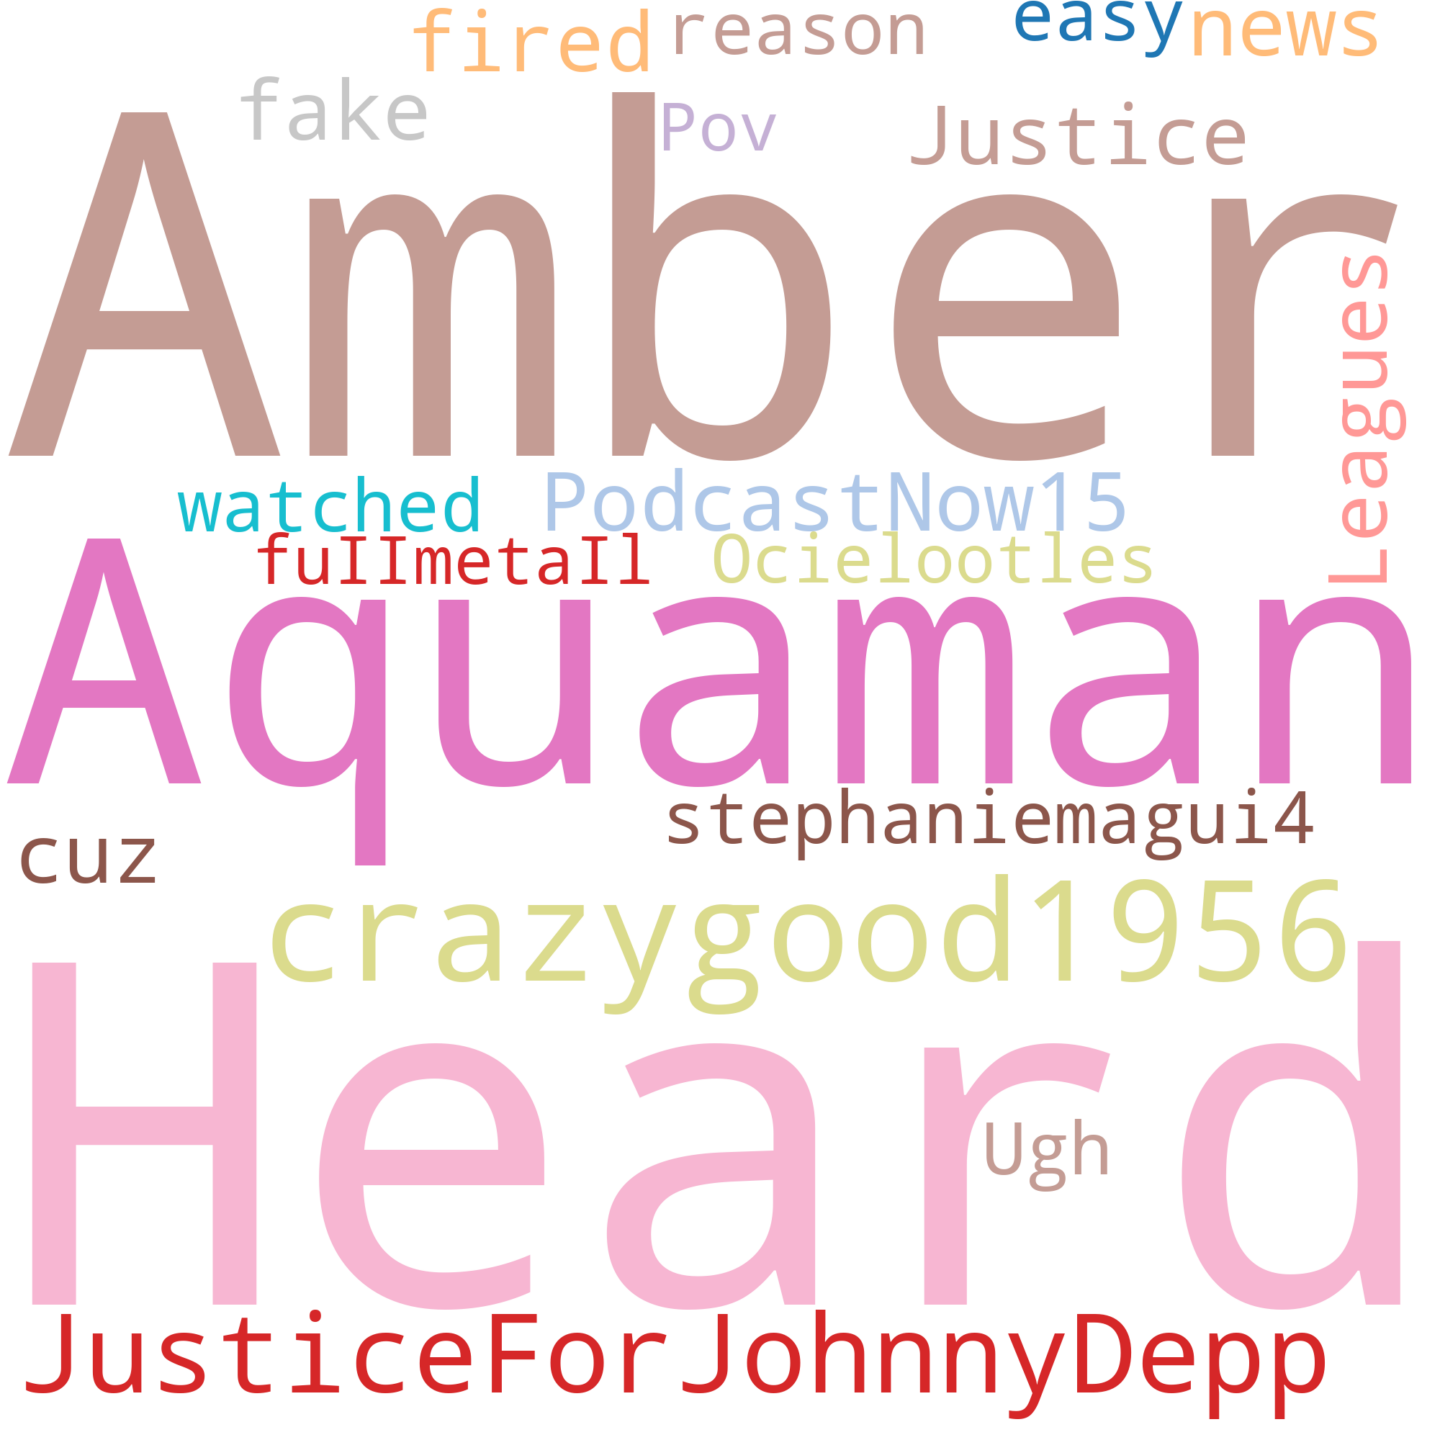 fired reason easy news
fake Pov Justice
Amber
Leagues
watched PodcastNow15
fuIImetaIl Ocielootles
Aquaman
stephaniemagui4
cuz
crazygood1956
Heard
Ugh
JusticeForJohnnyDepp